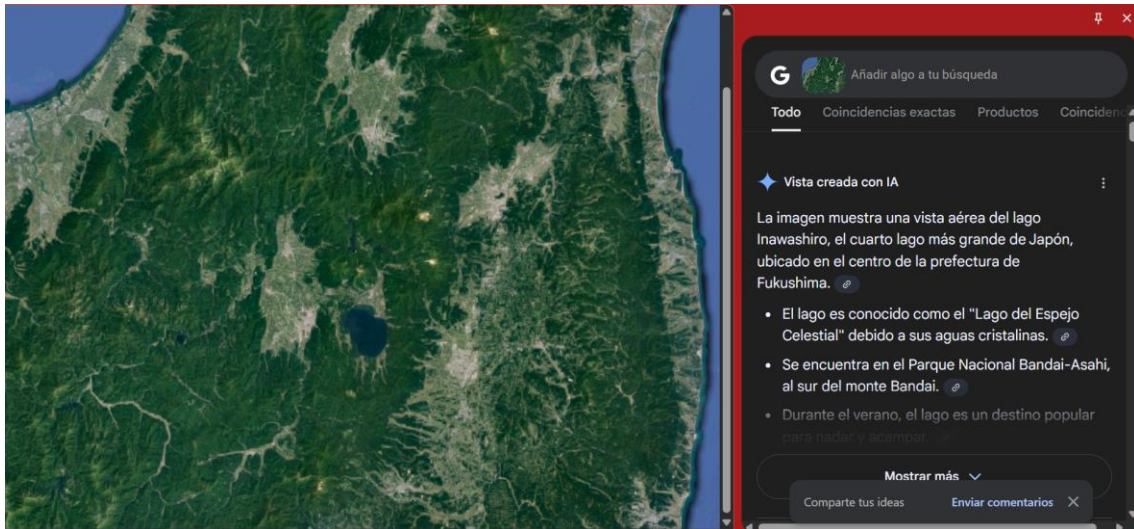 Añadir algo a tu búsqueda
Todo Coincidencias exactas Productos Coincidenc
Vista creada con IA
La imagen muestra una vista aérea del lago
Inawashiro, el cuarto lago más grande de Japón,
ubicado en el centro de la prefectura de
Fukushima.
• El lago es conocido como el "Lago del Espejo
Celestial" debido a sus aguas cristalinas.
• Se encuentra en el Parque Nacional Bandai-Asahi,
al sur del monte Bandai.
• Durante el verano, el lago es un destino popular
para nadar y acampar.
Mostrar más
Comparte tus ideas Enviar comentarios